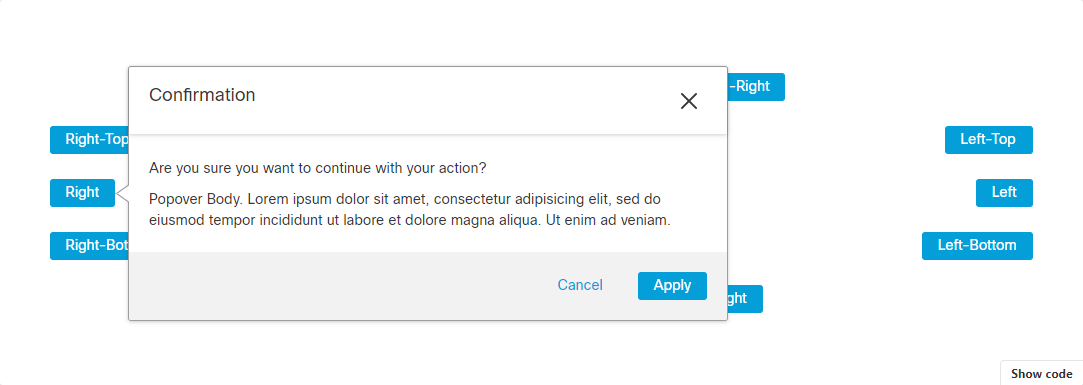 Confirmation
-Right
Right-Top
Left-Top
Are you sure you want to continue with your action?
Right
Left
Popover Body. Lorem ipsum dolor sit amet, consectetur adipisicing elit, sed do
eiusmod tempor incididunt ut labore et dolore magna aliqua. Ut enim ad veniam.
Right-Bot
Left-Bottom
Cancel
Apply
ght
Show code